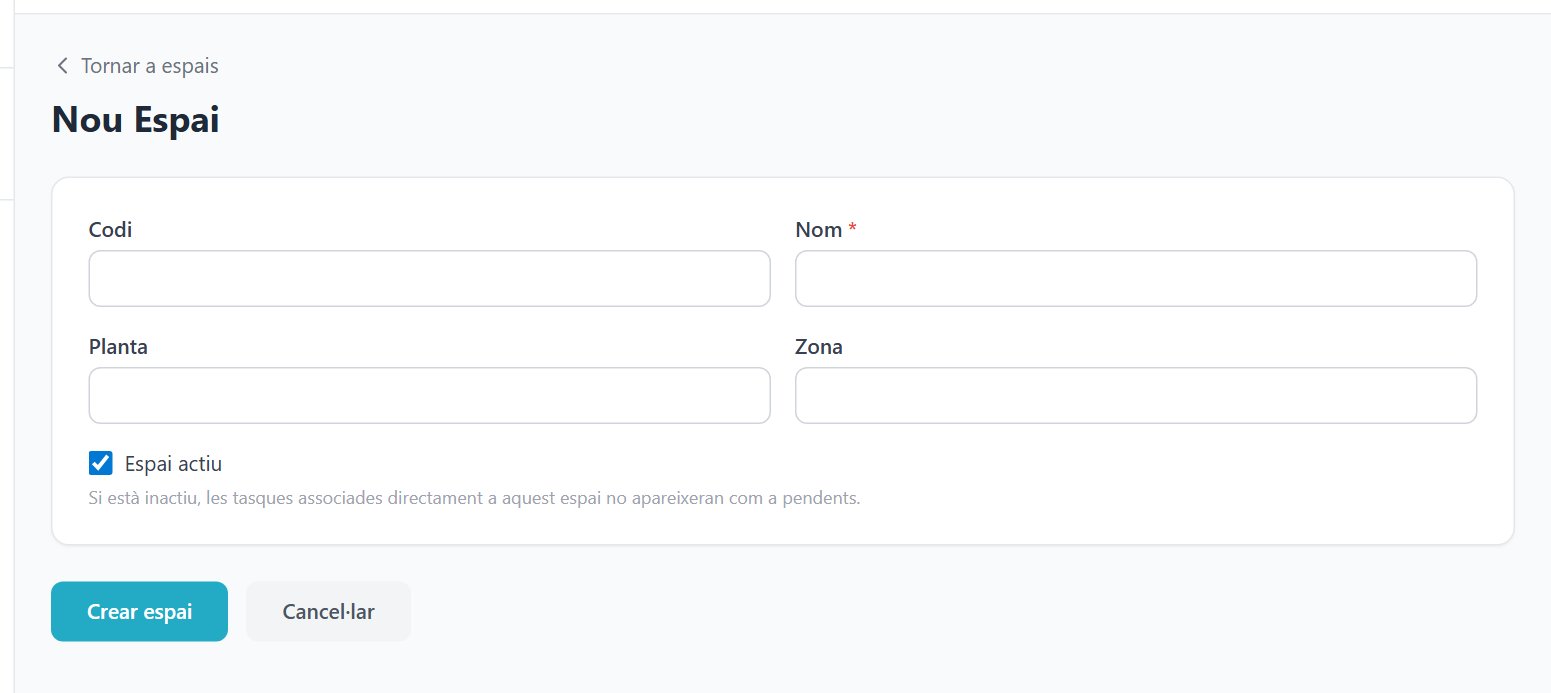 Tornar a espais
Nou Espai
Codi
Nom *
Planta
Zona
Espai actiu
Si està inactiu, les tasques associades directament a aquest espai no apareixeran com a pendents.
Crear espai
Cancel·lar